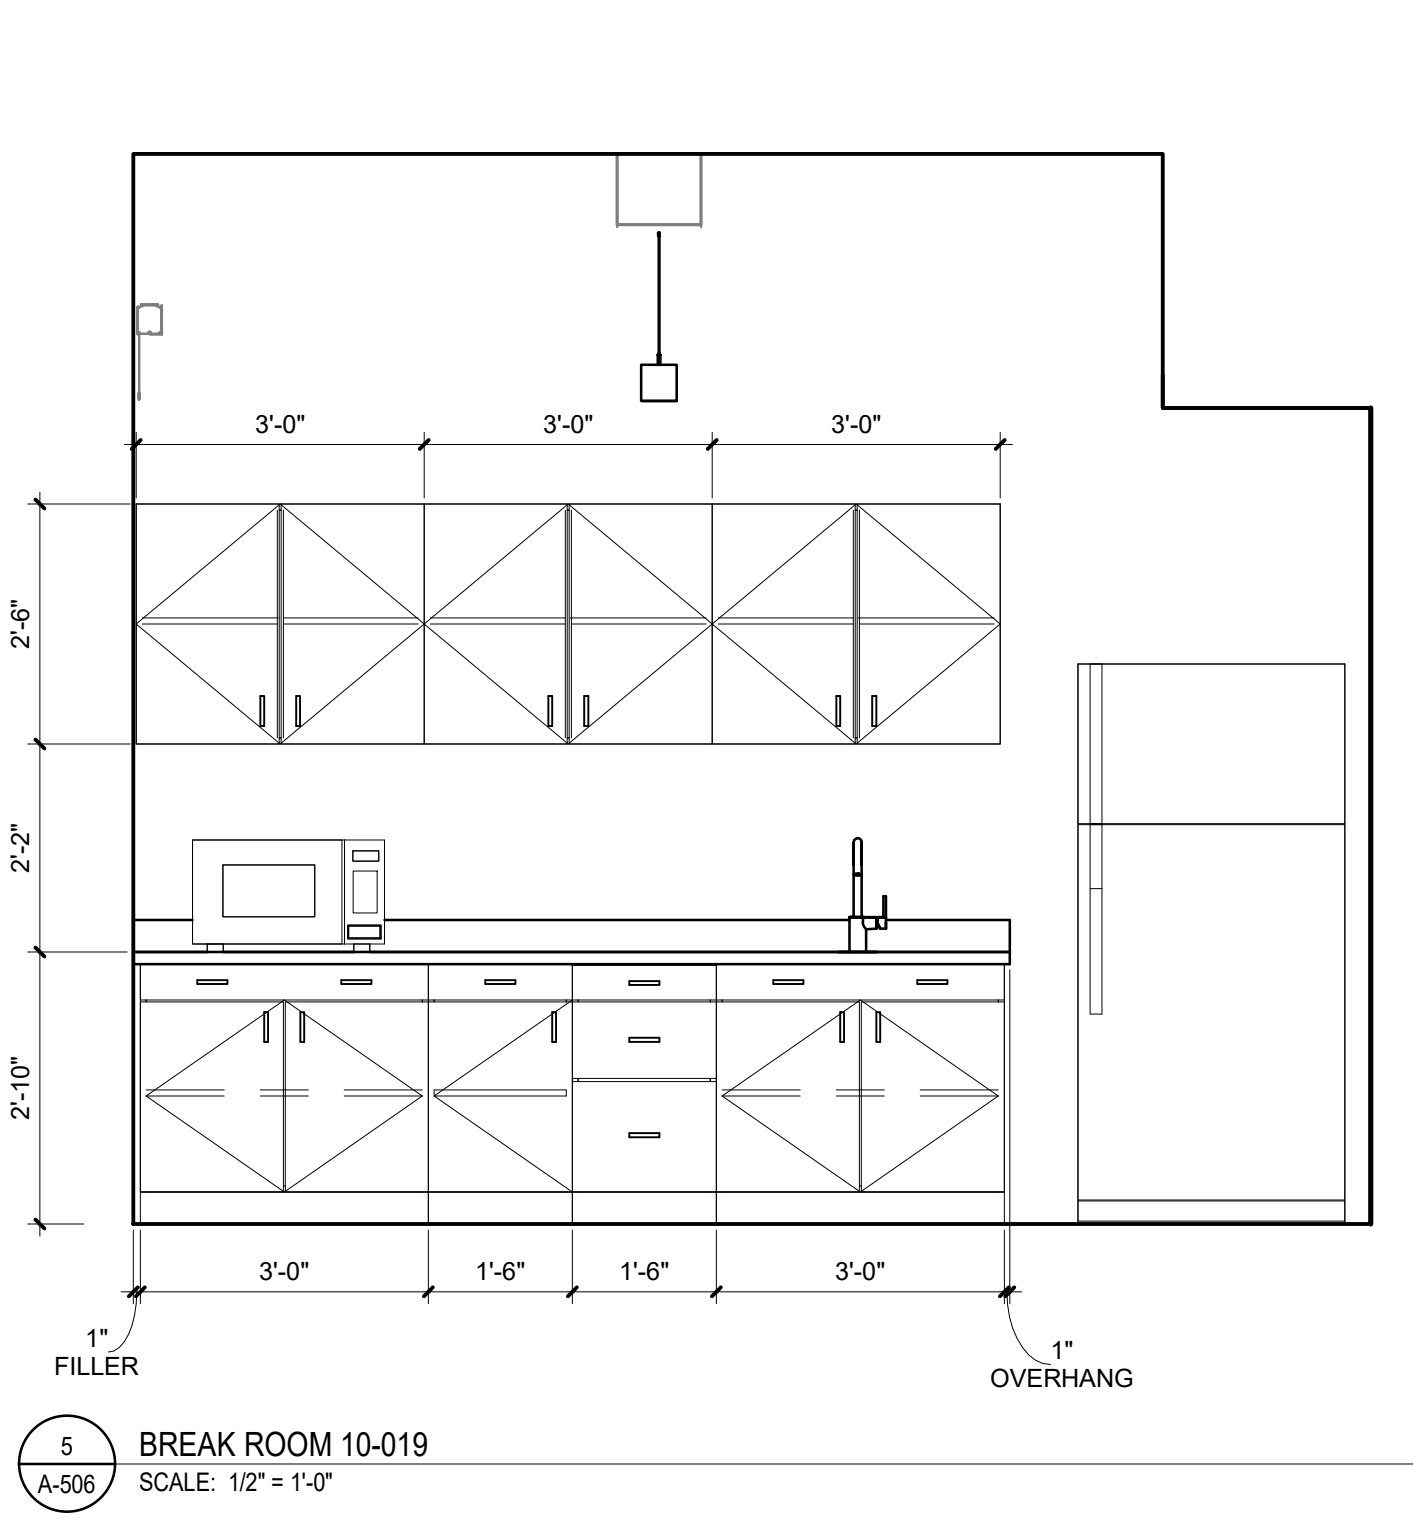 3'-0" 3'-0" 3'-0"
2'-6"
2'-2"
2'-10"
3'-0" 1'-6" 1'-6" 3'-0"
1"
FILLER
1"
OVERHANG
5
A-506
BREAK ROOM 10-019
SCALE: 1/2" = 1'-0"